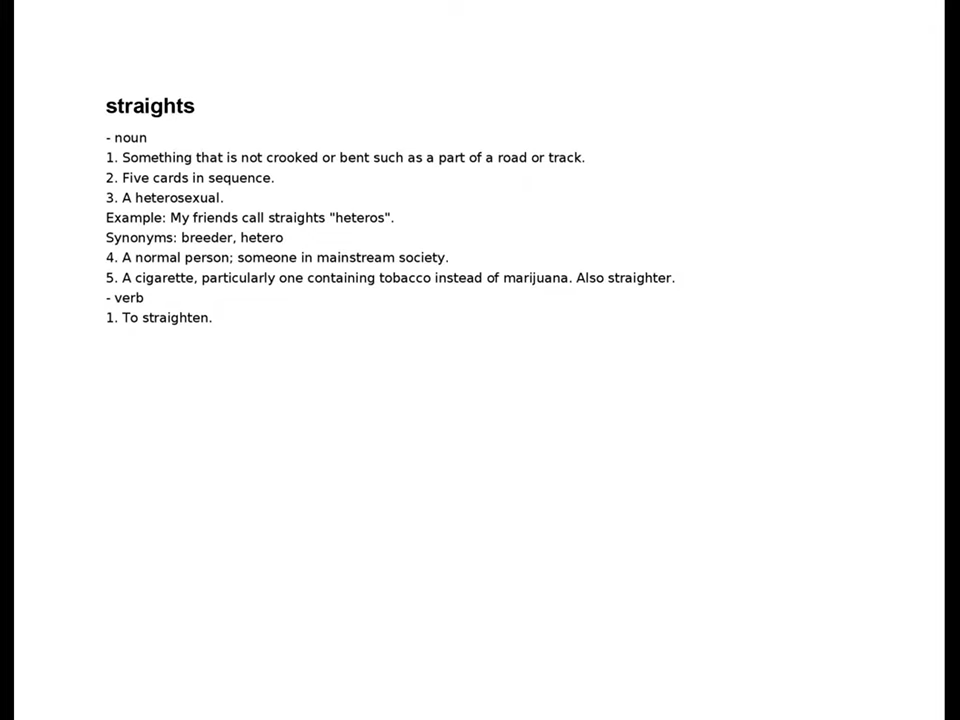 straights
- noun
1. Something that is not crooked or bent such as a part of a road or track.
2. Five cards in sequence.
3. A heterosexual.
Example: My friends call straights "heteros".
Synonyms: breeder, hetero
4. A normal person; someone in mainstream society.
5. A cigarette, particularly one containing tobacco instead of marijuana. Also straighter.
- verb
1. To straighten.